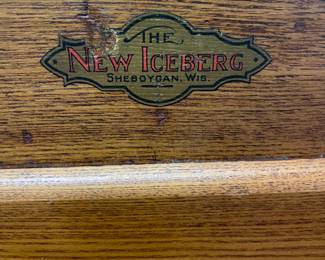 THE
NEW ICEBERG
SHEBOYGAN, WIS.